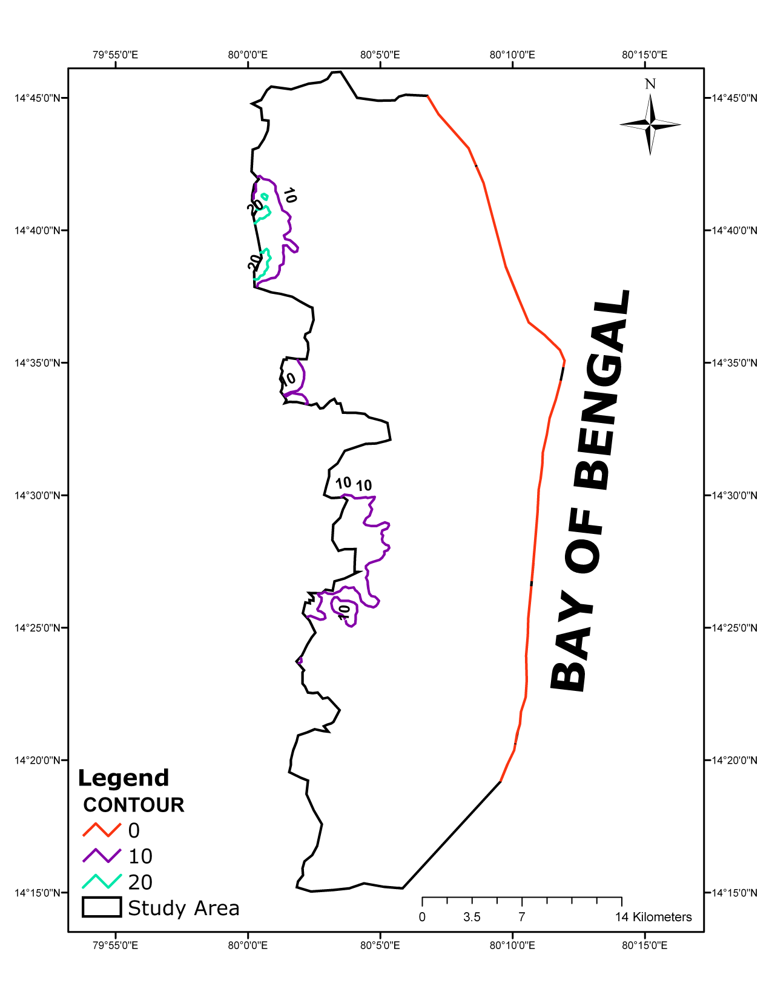 79°55'0"E 80°0'0"E 80°5'0"E 80°10'0"E 80°15'0"E
N
14°45'0"N 14°45'0"N
10
20
14°40'0"N 14°40'0"N
20
14°35'0"N 14°35'0"N
10
BAY OF BENGAL
10 10
14°30'0"N 14°30'0"N
10
14°25'0"N 14°25'0"N
14°20'0"N 14°20'0"N
Legend
CONTOUR
0
10
20
14°15'0"N 14°15'0"N
Study Area
0 3.5 7 14 Kilometers
79°55'0"E 80°0'0"E 80°5'0"E 80°10'0"E 80°15'0"E